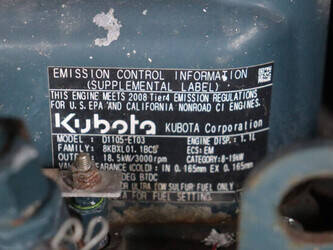 EMISSION CONTROL INFORMATION
(SUPPLEMENTAL LABEL)
THIS ENGINE MEETS 2008 Tier4 EMISSION REGULATIONS
FOR U.S. EPA AND CALIFORNIA NONROAD CI ENGINES.
Kubota KUBOTA Corporation
MODEL : D1105-ET03 ENGINE DISP.: 1.1L
FAMILY: 8KBXL01.1BCD ECS: EM
OUTPUT: 18.5kW/3000rpm CATEGORY: 8-19kW
VALVE CLEARANCE (COLD): IN 0.165mm EX 0.165mm
DEG BTDC
OR ULTRA LOW SULFUR FUEL ONLY
FUEL SETTING